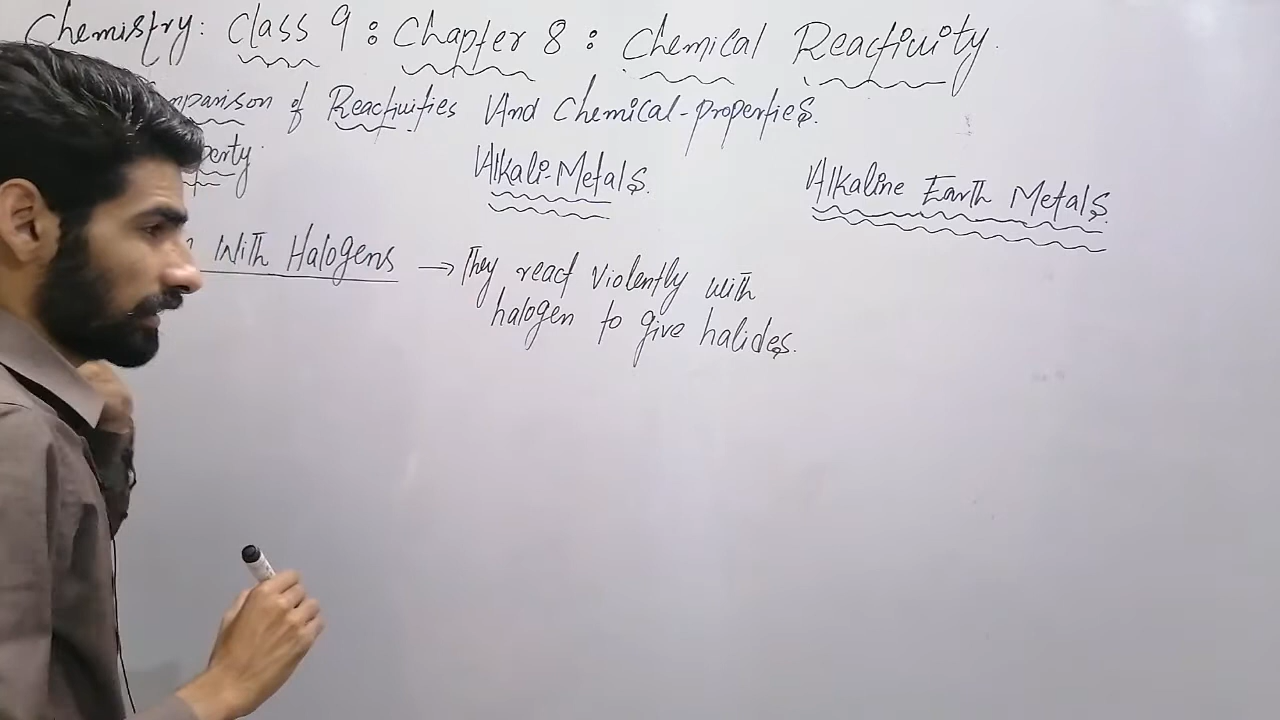 Chemistry: Class 9 : Chapter 8 : Chemical Reactivity.
mparison of Reactivities And Chemical-properties.
perty. Alkali-Metals. Alkaline Earth Metals.
With Halogens → They react violently with
halogen to give halides.